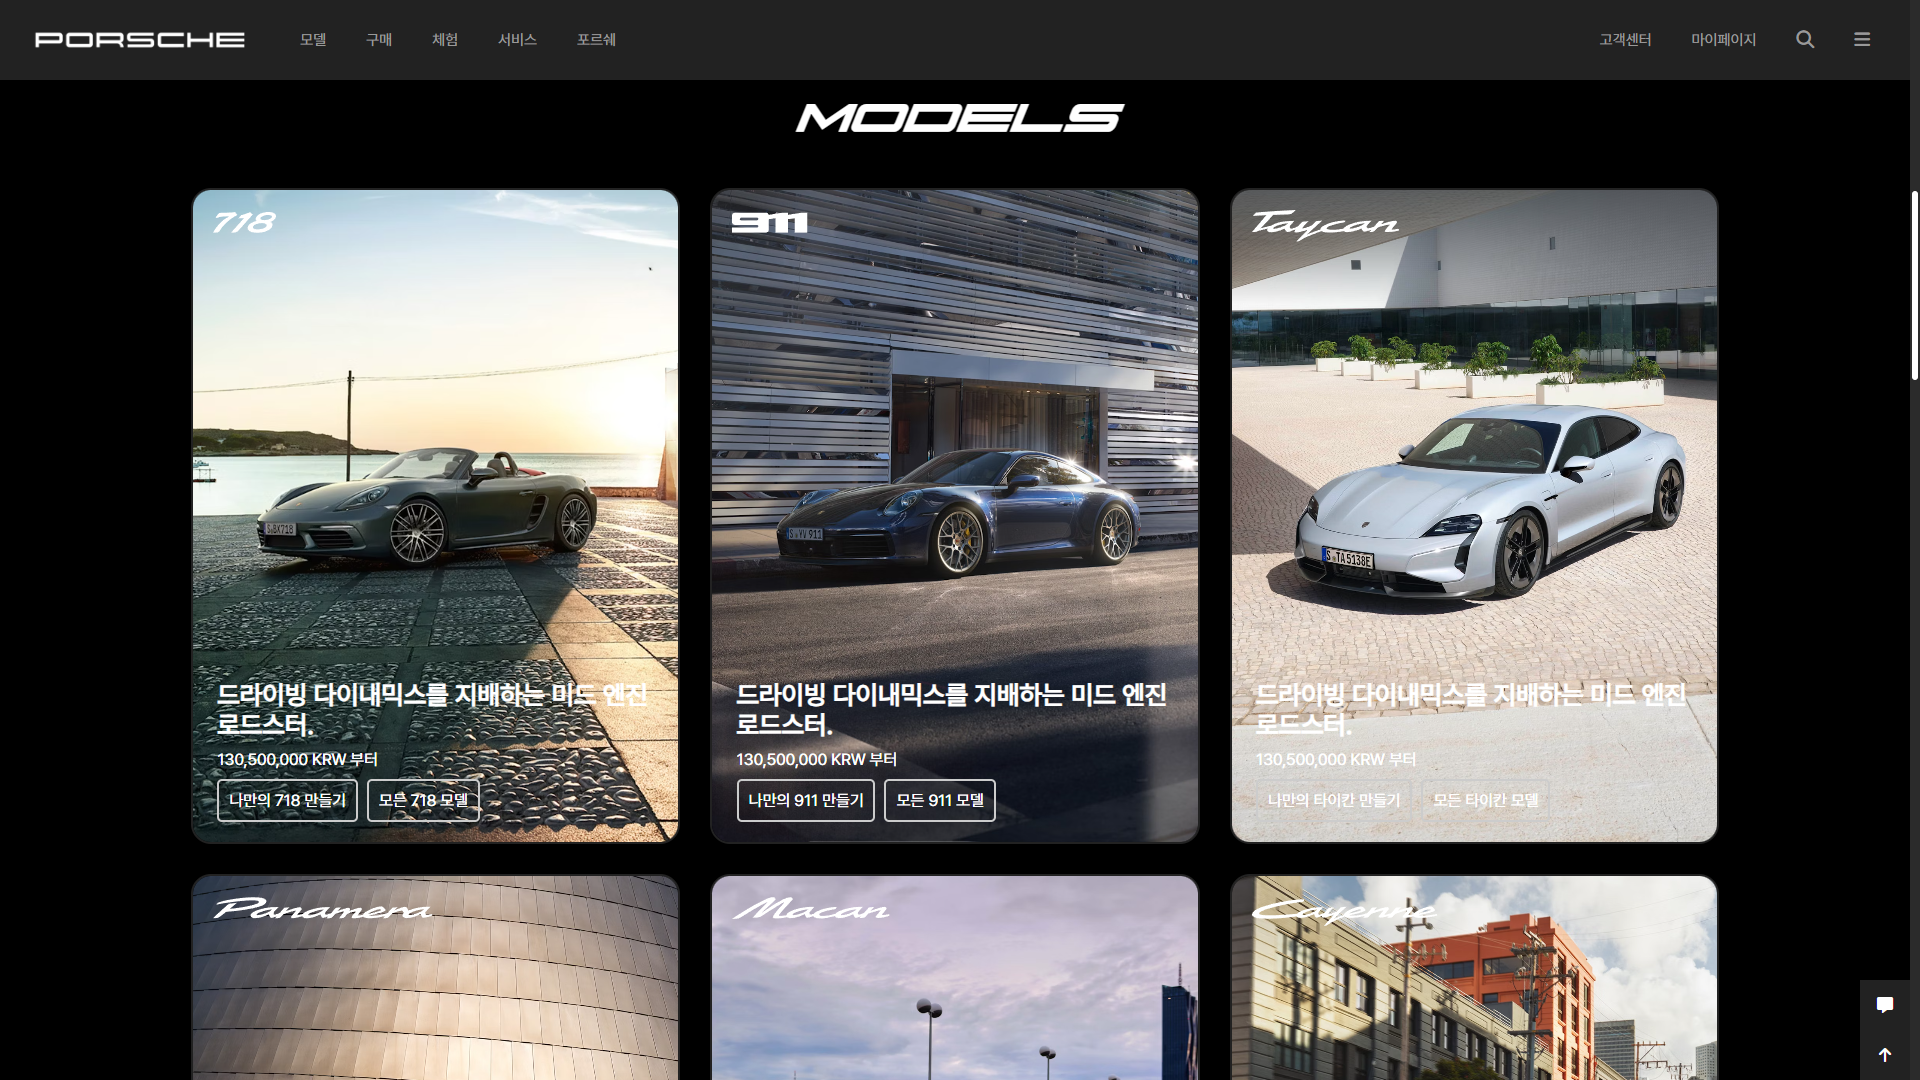 PORSCHE 모델 구매 체험 서비스 포르쉐 고객센터 마이페이지
MODELS
718
드라이빙 다이내믹스를 지배하는 미드 엔진
로드스터.
130,500,000 KRW 부터
나만의 718 만들기 모든 718 모델
S BX718
911
드라이빙 다이내믹스를 지배하는 미드 엔진
로드스터.
130,500,000 KRW 부터
나만의 911 만들기 모든 911 모델
S YV 911
Taycan
드라이빙 다이내믹스를 지배하는 미드 엔진
로드스터.
130,500,000 KRW 부터
나만의 타이칸 만들기 모든 타이칸 모델
S TA 5138E
Panamera
Macan
Cayenne